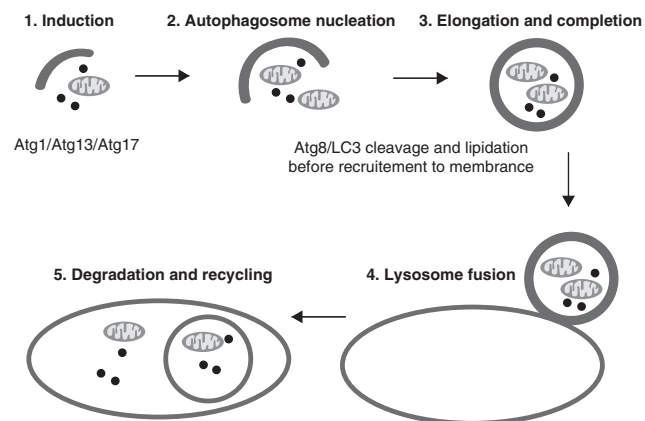 1. Induction
2. Autophagosome nucleation
3. Elongation and completion
Atg1/Atg13/Atg17
Atg8/LC3 cleavage and lipidation
before recruitement to membrance
5. Degradation and recycling
4. Lysosome fusion